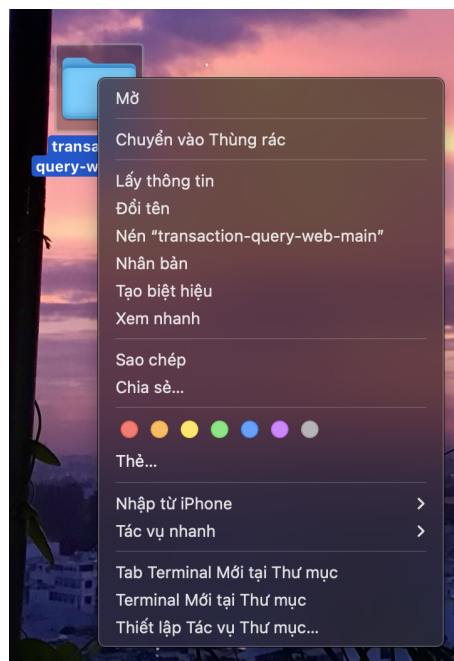 transa
query-w
Mở
Chuyển vào Thùng rác
Lấy thông tin
Đổi tên
Nén “transaction-query-web-main”
Nhân bản
Tạo biệt hiệu
Xem nhanh
Sao chép
Chia sẻ...
Thẻ...
Nhập từ iPhone
Tác vụ nhanh
Tab Terminal Mới tại Thư mục
Terminal Mới tại Thư mục
Thiết lập Tác vụ Thư mục...